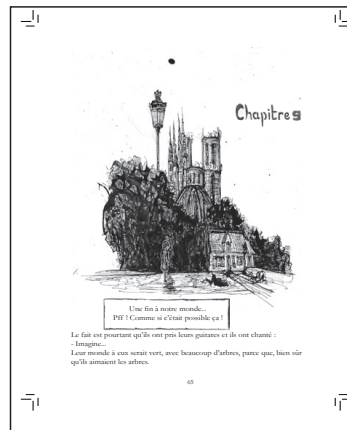 Chapitre 9
Une fin à notre monde...
Pff ! Comme si c'était possible ça !
Le fait est pourtant qu'ils ont pris leurs guitares et ils ont chanté :
- Imagine...
Leur monde à eux serait vert, avec beaucoup d'arbres, parce que, bien sûr
qu'ils aimaient les arbres.
65